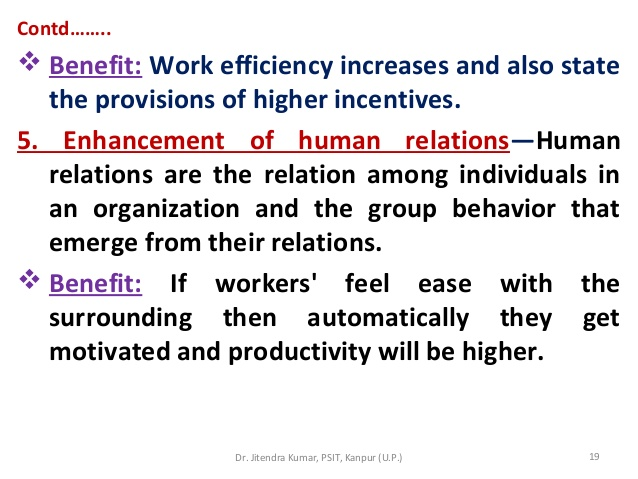 Contd……..
❖ Benefit: Work efficiency increases and also state
the provisions of higher incentives.
5. Enhancement of human relations—Human
relations are the relation among individuals in
an organization and the group behavior that
emerge from their relations.
❖ Benefit: If workers' feel ease with the
surrounding then automatically they get
motivated and productivity will be higher.
Dr. Jitendra Kumar, PSIT, Kanpur (U.P.)
19